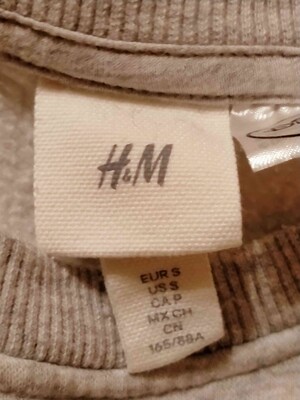 H&M
EUR S
US S
CA P
MX CH
CN
165/88A